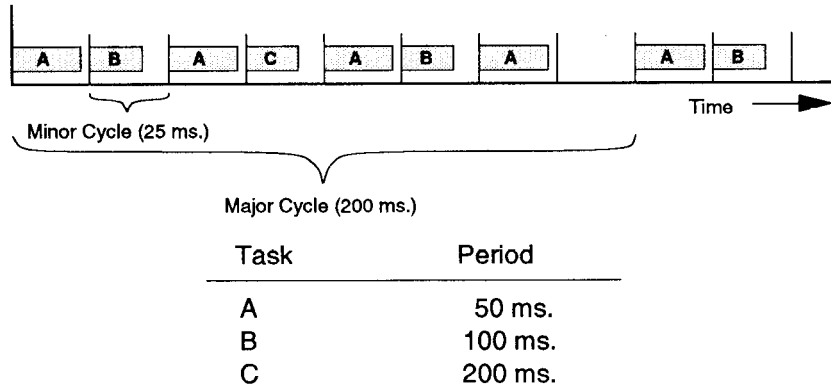 A B A C A B A A B
Time
Minor Cycle (25 ms.)
Major Cycle (200 ms.)
Task Period
A 50 ms.
B 100 ms.
C 200 ms.